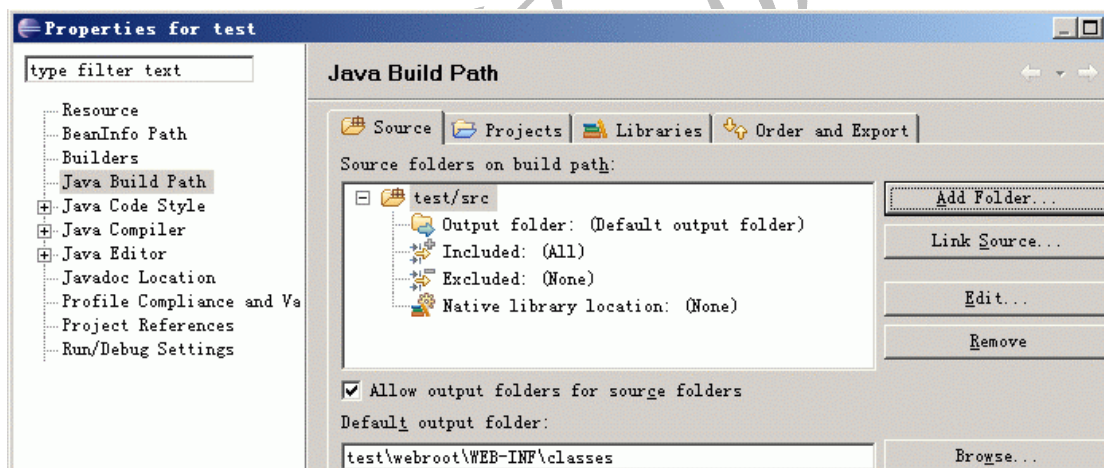 Properties for test
type filter text
Resource
BeanInfo Path
Builders
Java Build Path
Java Code Style
Java Compiler
Java Editor
Javadoc Location
Profile Compliance and Va
Project References
Run/Debug Settings
Java Build Path
Source Projects Libraries Order and Export
Source folders on build path:
test/src
Output folder: (Default output folder)
Included: (All)
Excluded: (None)
Native library location: (None)
Add Folder...
Link Source...
Edit...
Remove
Allow output folders for source folders
Default output folder:
test\webroot\WEB-INF\classes
Browse...